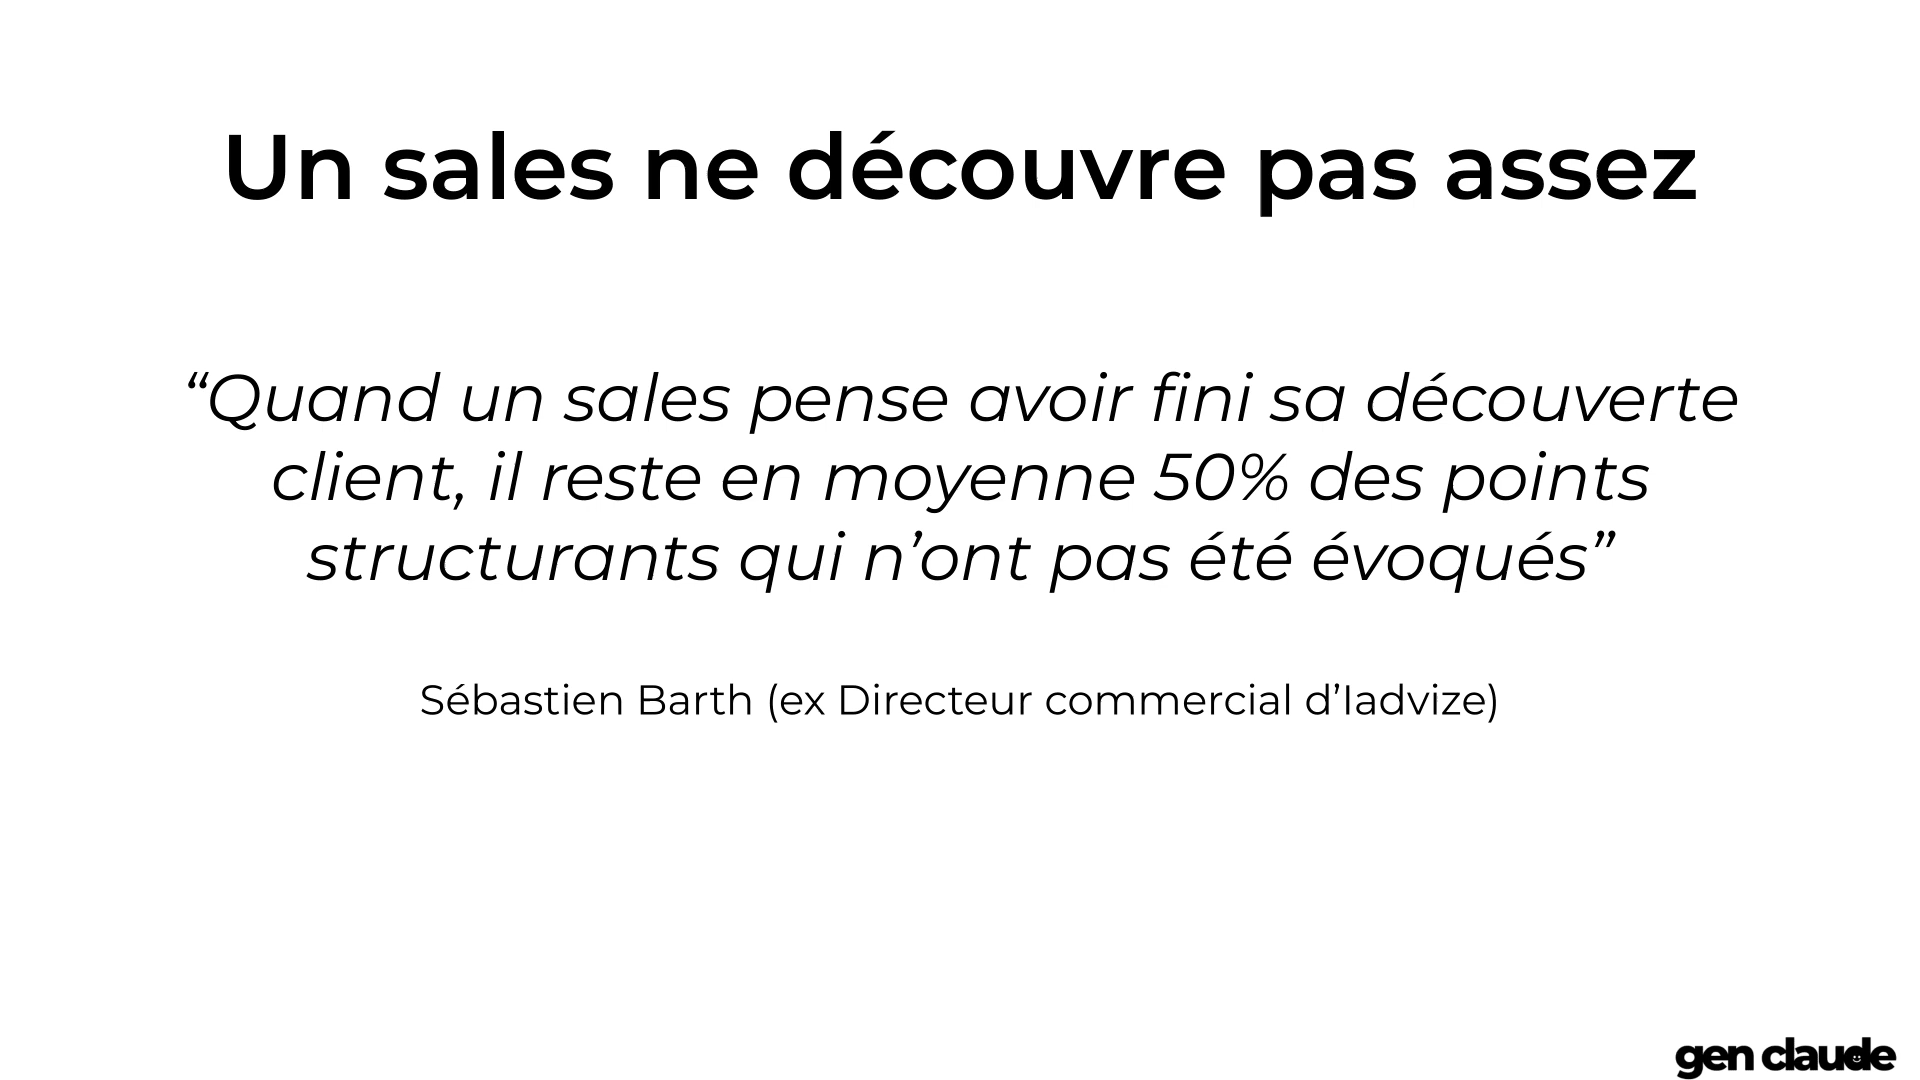 Un sales ne découvre pas assez
“Quand un sales pense avoir fini sa découverte
client, il reste en moyenne 50% des points
structurants qui n’ont pas été évoqués”
Sébastien Barth (ex Directeur commercial d’Iadvize)
gen claude